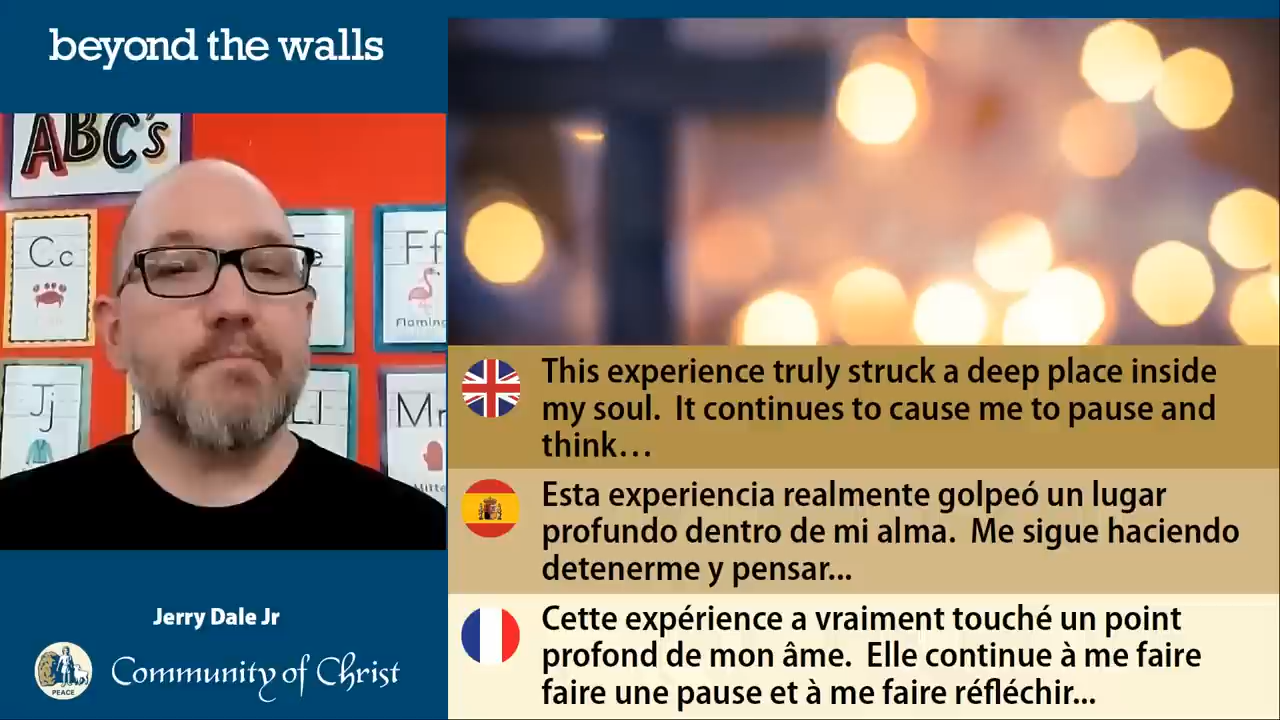 beyond the walls
ABC's
Cc
Ff
Jj
This experience truly struck a deep place inside
my soul.  It continues to cause me to pause and
think…
Esta experiencia realmente golpeó un lugar
profundo dentro de mi alma.  Me sigue haciendo
detenerme y pensar...
Cette expérience a vraiment touché un point
profond de mon âme.  Elle continue à me faire
faire une pause et à me faire réfléchir...
Jerry Dale Jr
PEACE
Community of Christ